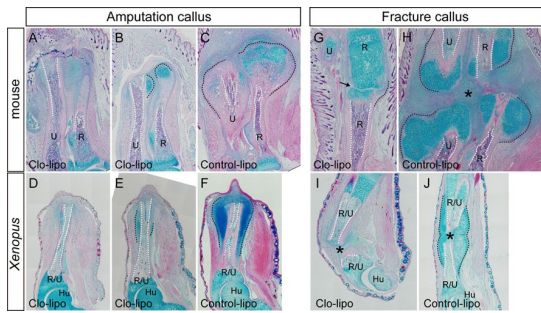 Amputation callus
Fracture callus
mouse
A
U
R
Clo-lipo
B
Clo-lipo
C
U
R
Control-lipo
G
U
R
R
Clo-lipo
H
U
R
*
U
R
Control-lipo
Xenopus
D
R/U
Hu
Clo-lipo
E
R/U
Hu
Clo-lipo
F
R/U
Hu
Control-lipo
I
R/U
*
R/U
Hu
Clo-lipo
J
R/U
*
R/U
Hu
Control-lipo